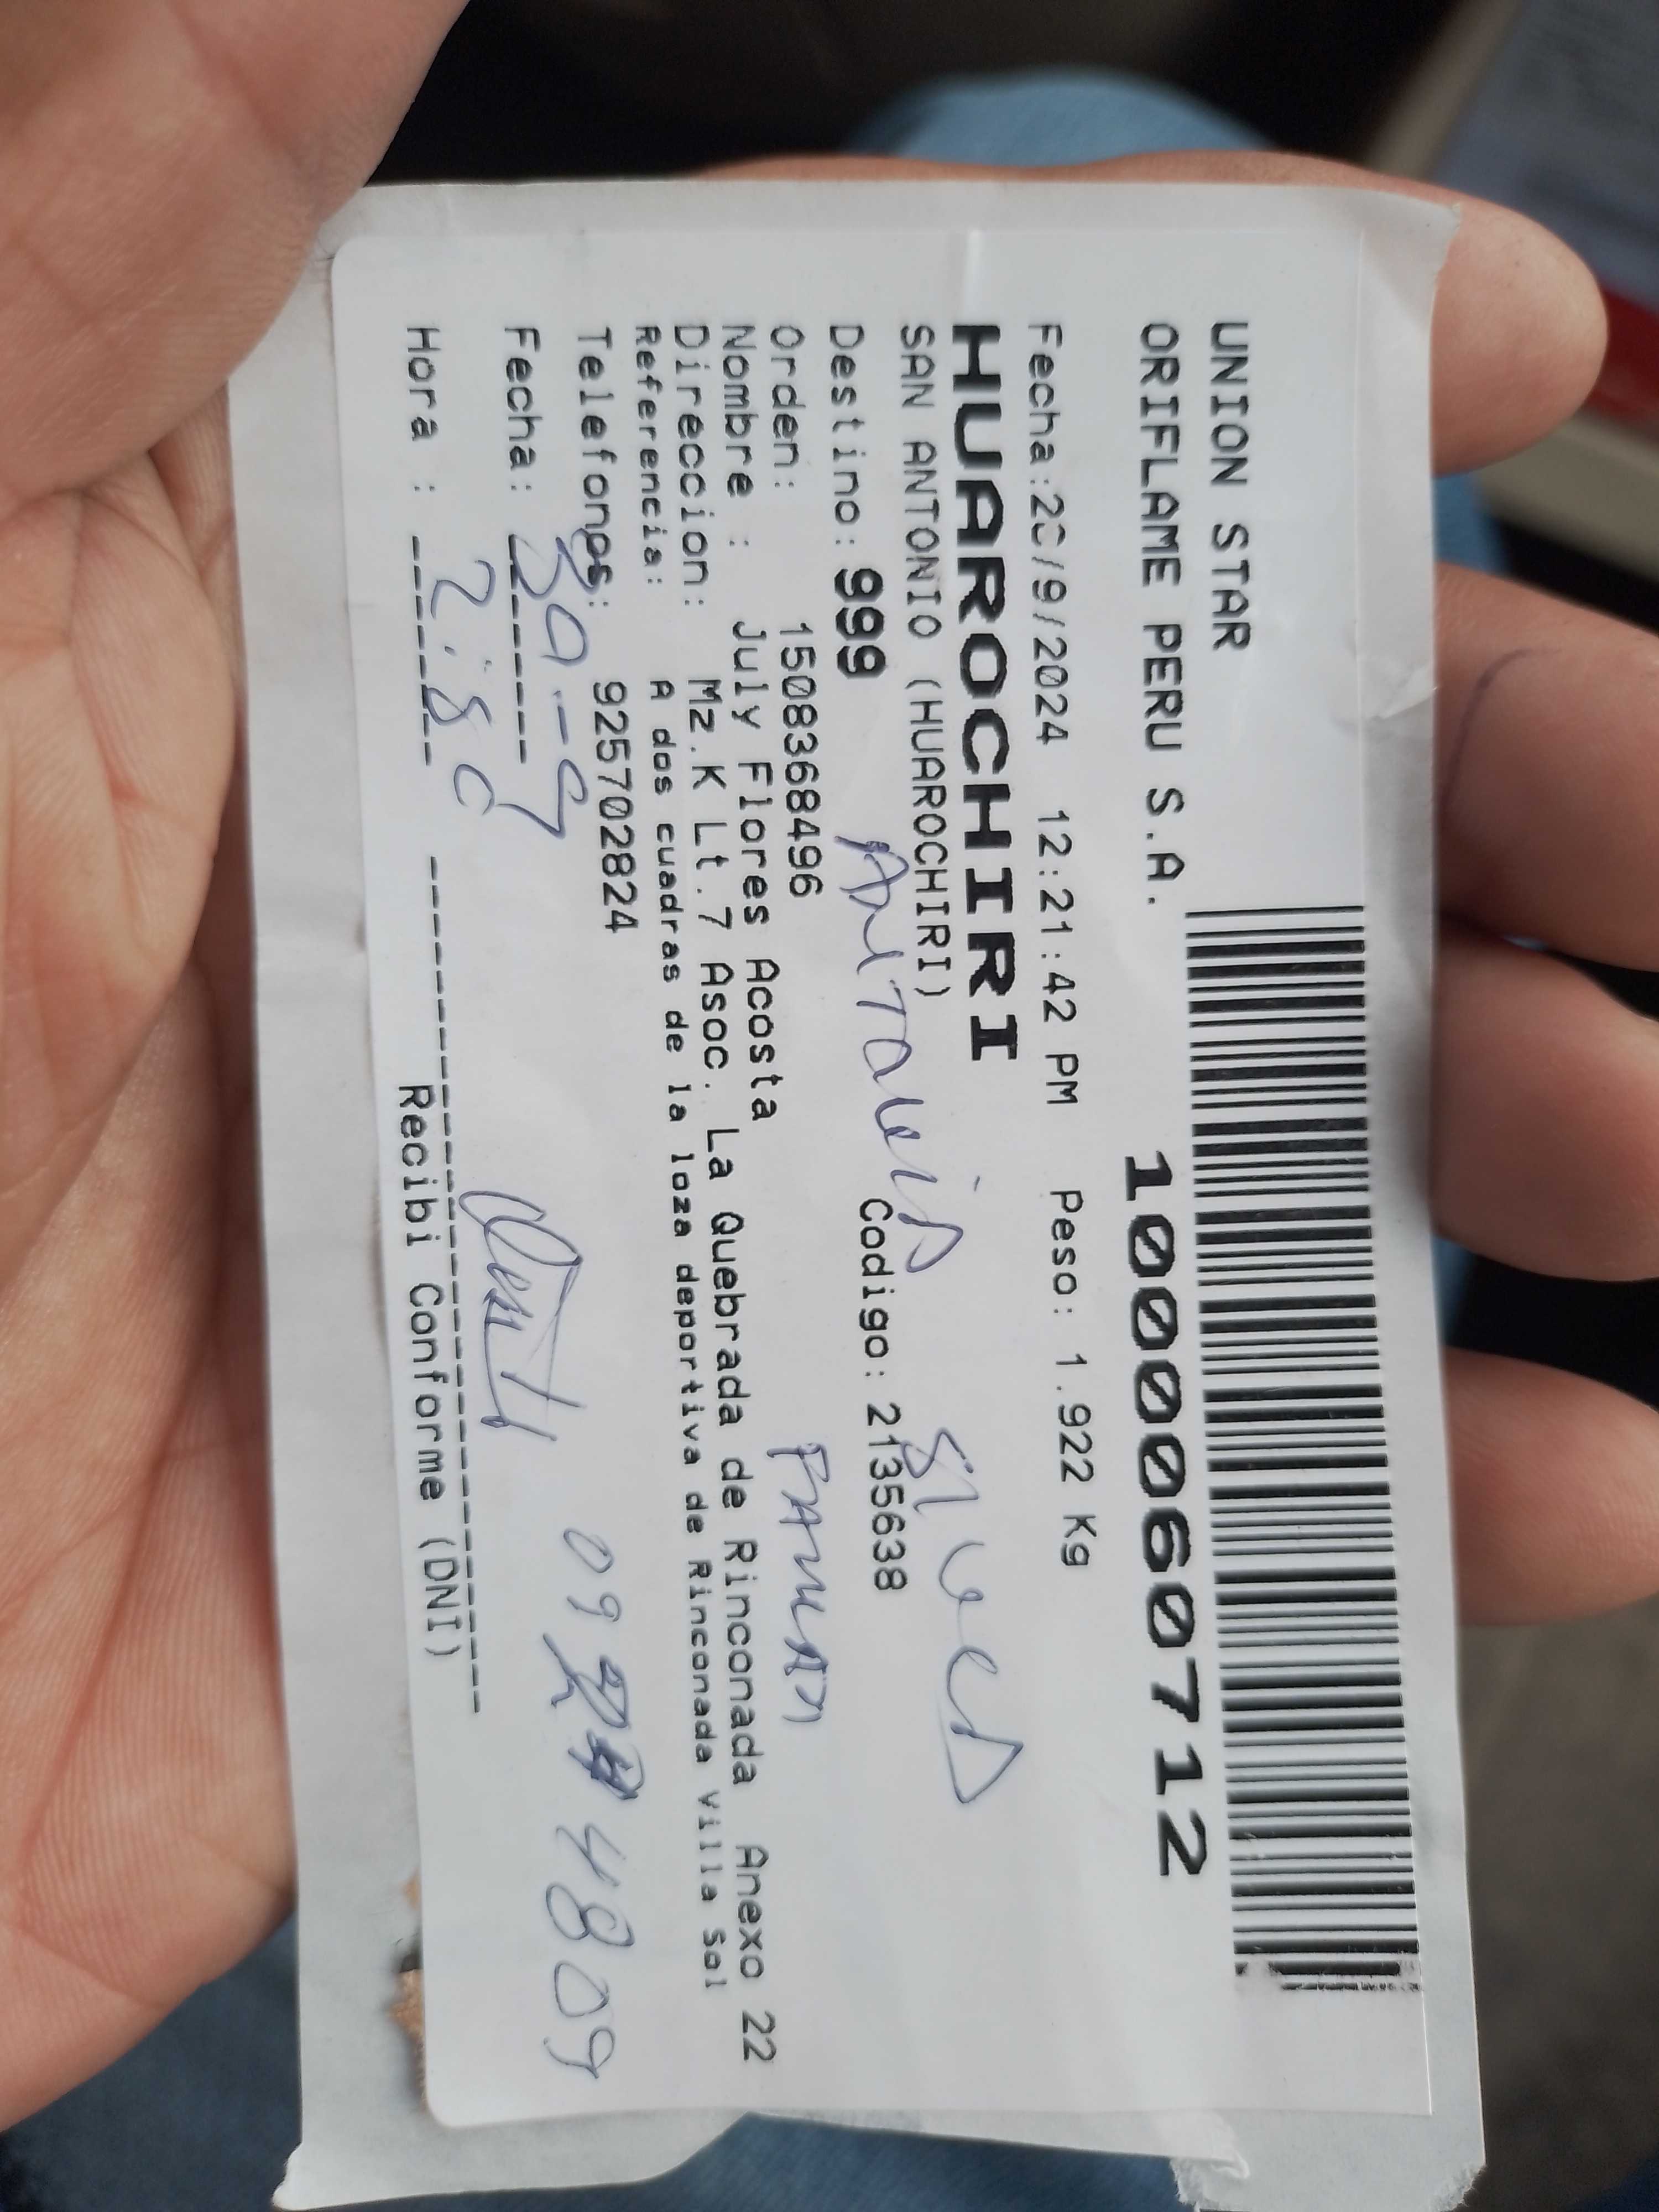 UNION STAR
ORIFLAME PERU S.A.
10000060712
Fecha:20/9/2024 12:21:42 PM Peso: 1.922 Kg
HUAROCHIRI
SAN ANTONIO (HUAROCHIRI)
Destino: 999 Codigo: 2135638
Orden: 1508368496
Nombre : July Flores Acosta
Direccion: Mz.K Lt.7 Asoc. La Quebrada de Rinconada Anexo 22
Referencia: A dos cuadras de la loza deportiva de Rinconada Villa Sol
Telefonos: 925702824
Fecha: 30-9
Hora :
Recibi Conforme (DNI)